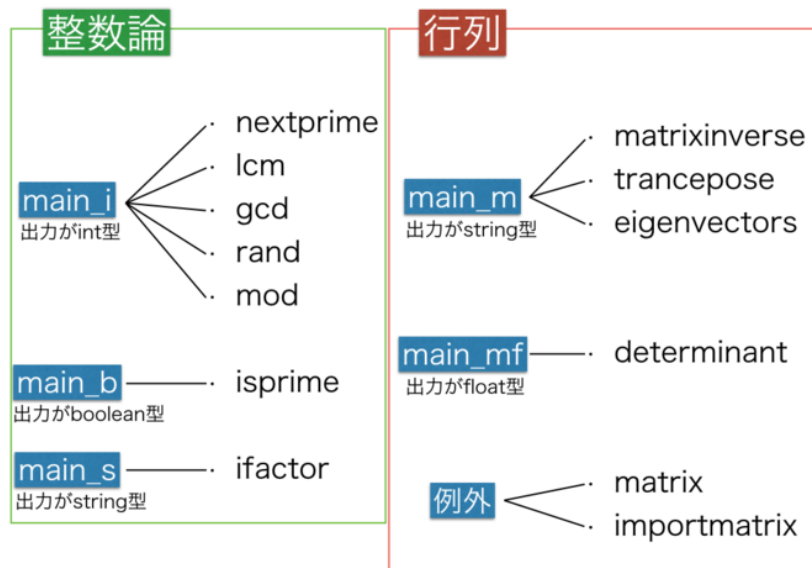 整数論
main_i
出力がint型
· nextprime
· lcm
· gcd
· rand
· mod
main_b
出力がboolean型
· isprime
main_s
出力がstring型
· ifactor
行列
main_m
出力がstring型
· matrixinverse
· trancepose
· eigenvectors
main_mf
出力がfloat型
· determinant
例外
· matrix
· importmatrix